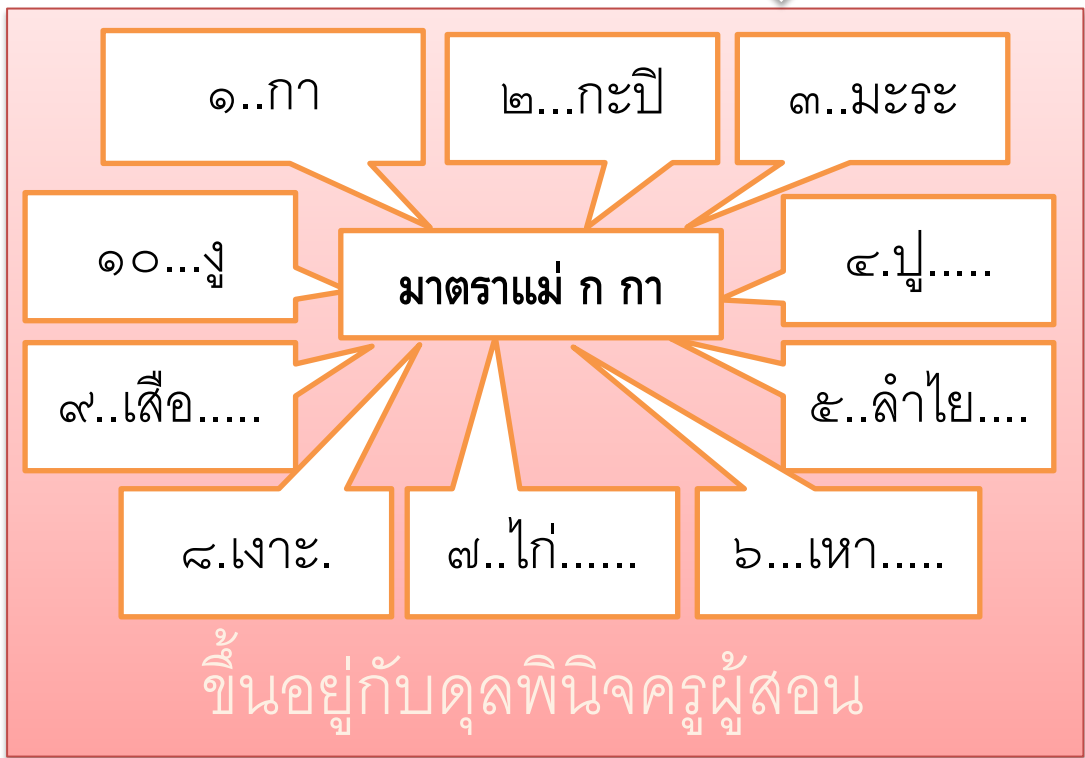 ๑..กา
๒...กะปิ
๓..มะระ
๑๐...งู
มาตราแม่ ก กา
๔.ปู.....
๙..เสือ.....
๕..ลำไย....
๘.เงาะ.
๗..ไก่......
๖...เหา.....
ขึ้นอยู่กับดุลพินิจครูผู้สอน